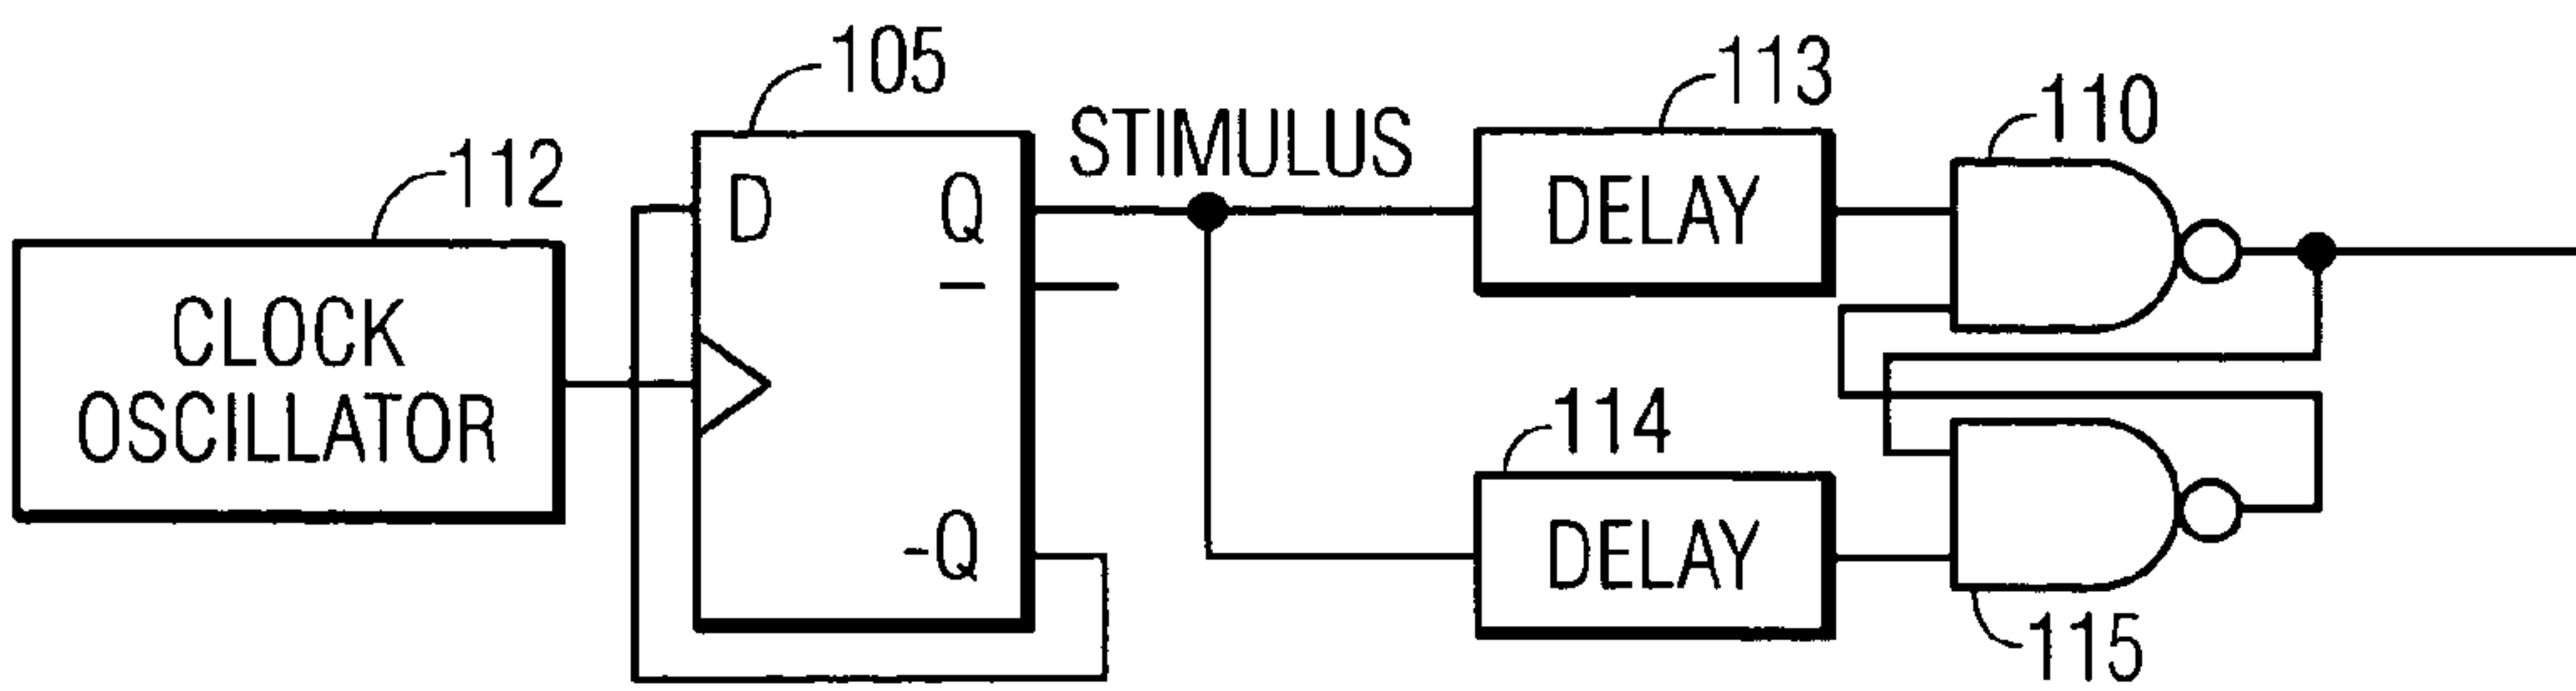 112
CLOCK
OSCILLATOR
105
D
Q
-Q
STIMULUS
113
DELAY
110
114
DELAY
115